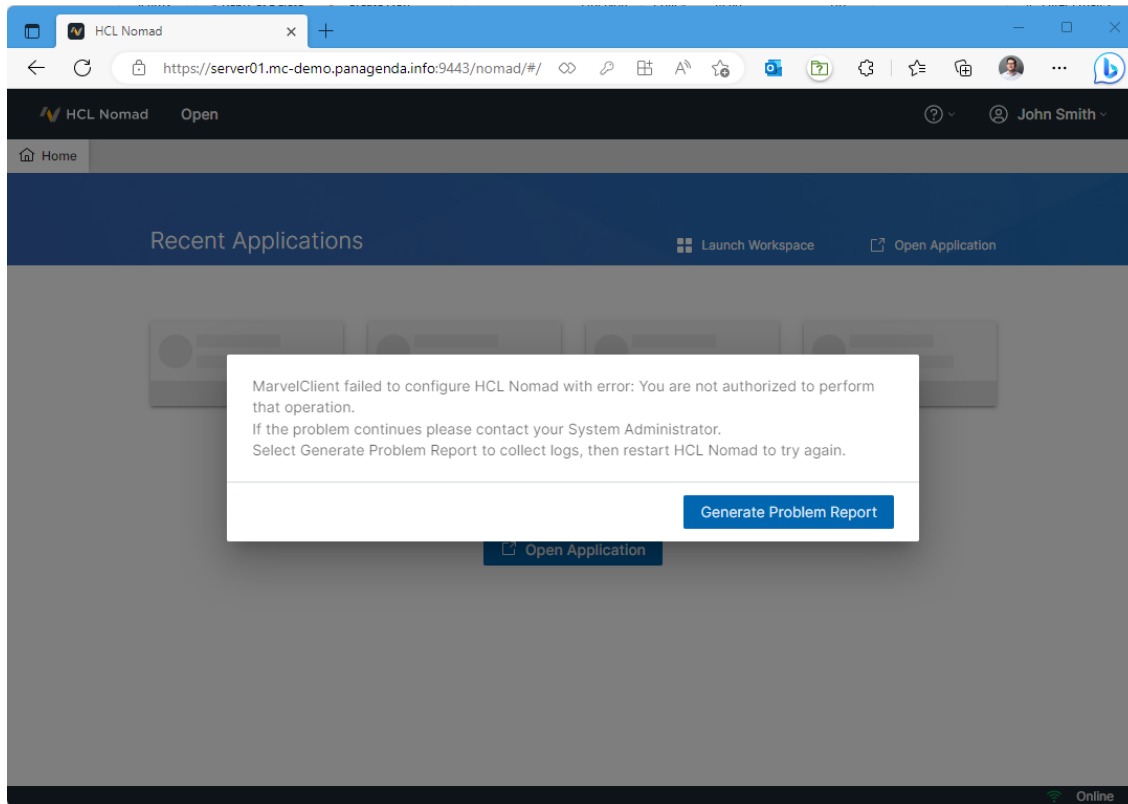 HCL Nomad
https://server01.mc-demo.panagenda.info:9443/nomad/#/
HCL Nomad Open John Smith
Home
Recent Applications
Launch Workspace Open Application
MarvelClient failed to configure HCL Nomad with error: You are not authorized to perform
that operation.
If the problem continues please contact your System Administrator.
Select Generate Problem Report to collect logs, then restart HCL Nomad to try again.
Generate Problem Report
Open Application
Online